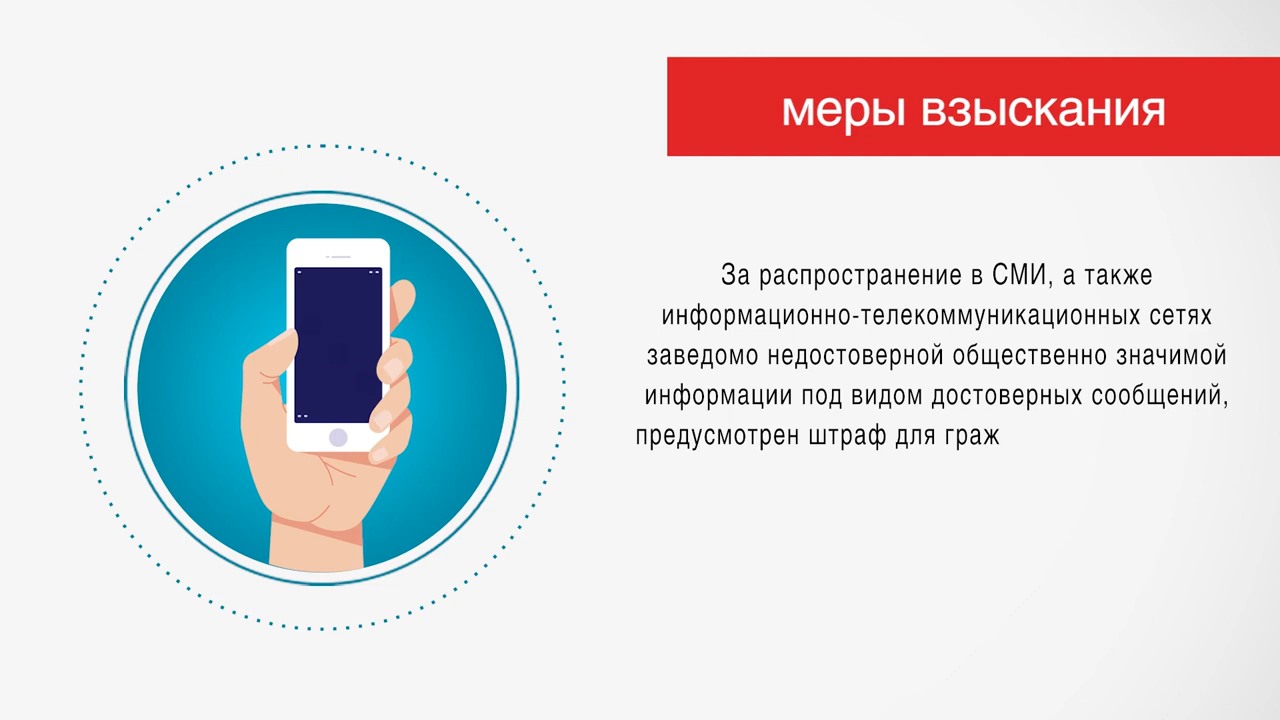 меры взыскания
За распространение в СМИ, а также
информационно-телекоммуникационных сетях
заведомо недостоверной общественно значимой
информации под видом достоверных сообщений,
предусмотрен штраф для граж